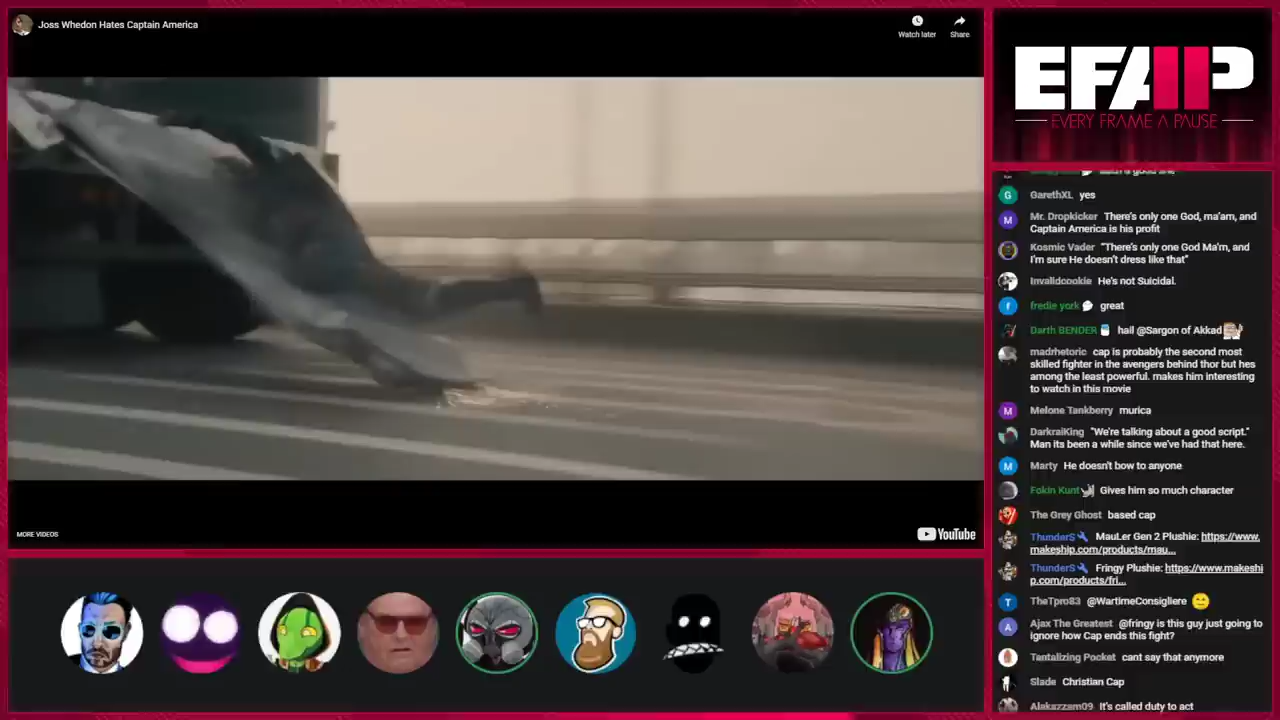 Joss Whedon Hates Captain America
Watch later
Share
EFAP
EVERY FRAME A PAUSE
GarethXL yes
Mr. Dropkicker There's only one God, ma'am, and
Captain America is his profit
Kosmic Vader "There's only one God Ma'm, and
I'm sure He doesn't dress like that"
Invalidcookie He's not Suicidal.
fredie york great
Darth BENDER hail @Sargon of Akkad
madrhetoric cap is probably the second most
skilled fighter in the avengers behind thor but hes
among the least powerful. makes him interesting
to watch in this movie
Melone Tankberry murica
DarkraiKing "We're talking about a good script."
Man its been a while since we've had that here.
Marty He doesn't bow to anyone
Fokin Kunt Gives him so much character
The Grey Ghost based cap
ThunderS MauLer Gen 2 Plushie: https://www.
makeship.com/products/mau...
ThunderS Fringy Plushie: https://www.makeshi
p.com/products/fri...
TheTpro83 @WartimeConsigliere
Ajax The Greatest @fringy is this guy just going to
ignore how Cap ends this fight?
Tantalizing Pocket cant say that anymore
Slade Christian Cap
Alakazzam09 It's called duty to act
MORE VIDEOS
YouTube